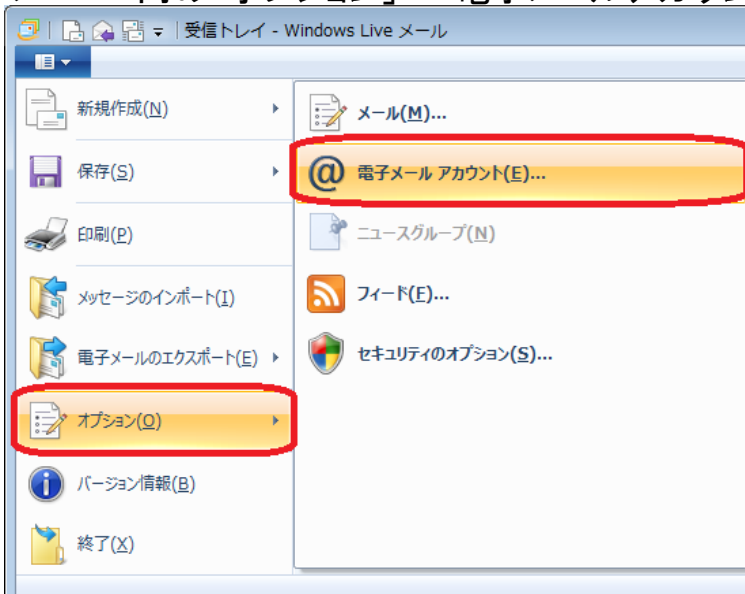 受信トレイ - Windows Live メール
新規作成(N)
保存(S)
印刷(P)
メッセージのインポート(I)
電子メールのエクスポート(E)
オプション(O)
バージョン情報(B)
終了(X)
メール(M)...
電子メール アカウント(E)...
ニュースグループ(N)
フィード(F)...
セキュリティのオプション(S)...